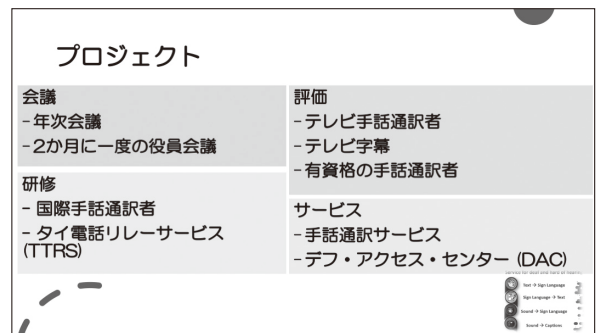 プロジェクト
会議
-年次会議
-2か月に一度の役員会議
研修
- 国際手話通訳者
- タイ電話リレーサービス
(TTRS)
評価
-テレビ手話通訳者
-テレビ字幕
-有資格の手話通訳者
サービス
-手話通訳サービス
-デフ・アクセス・センター (DAC)
Text → Sign Language
Sign Language → Text
Sound → Sign Language
Sound → Captions